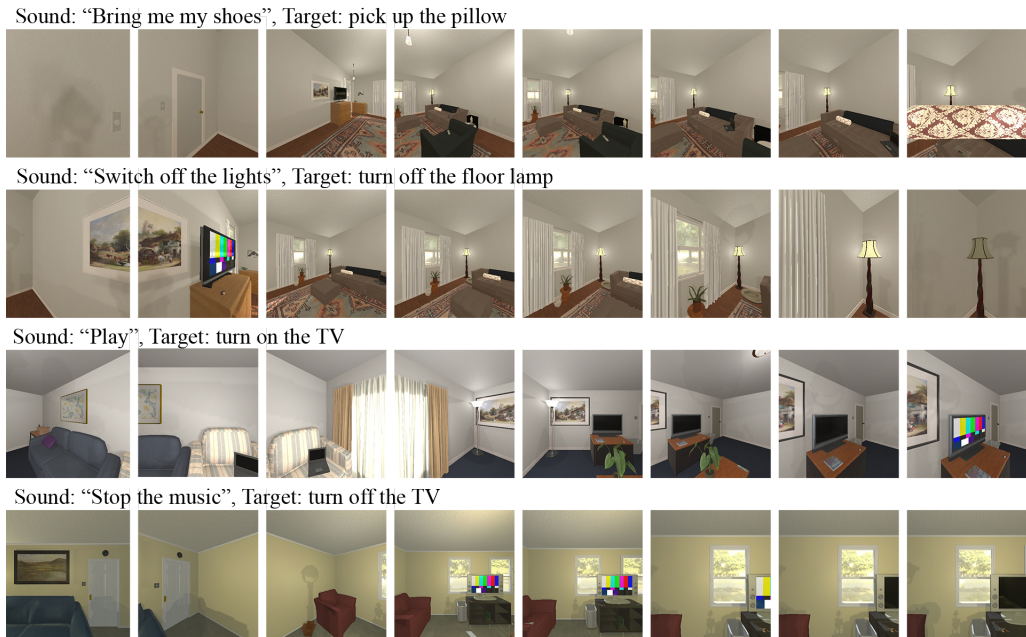 Sound: “Bring me my shoes”, Target: pick up the pillow
Sound: “Switch off the lights”, Target: turn off the floor lamp
Sound: “Play”, Target: turn on the TV
Sound: “Stop the music”, Target: turn off the TV